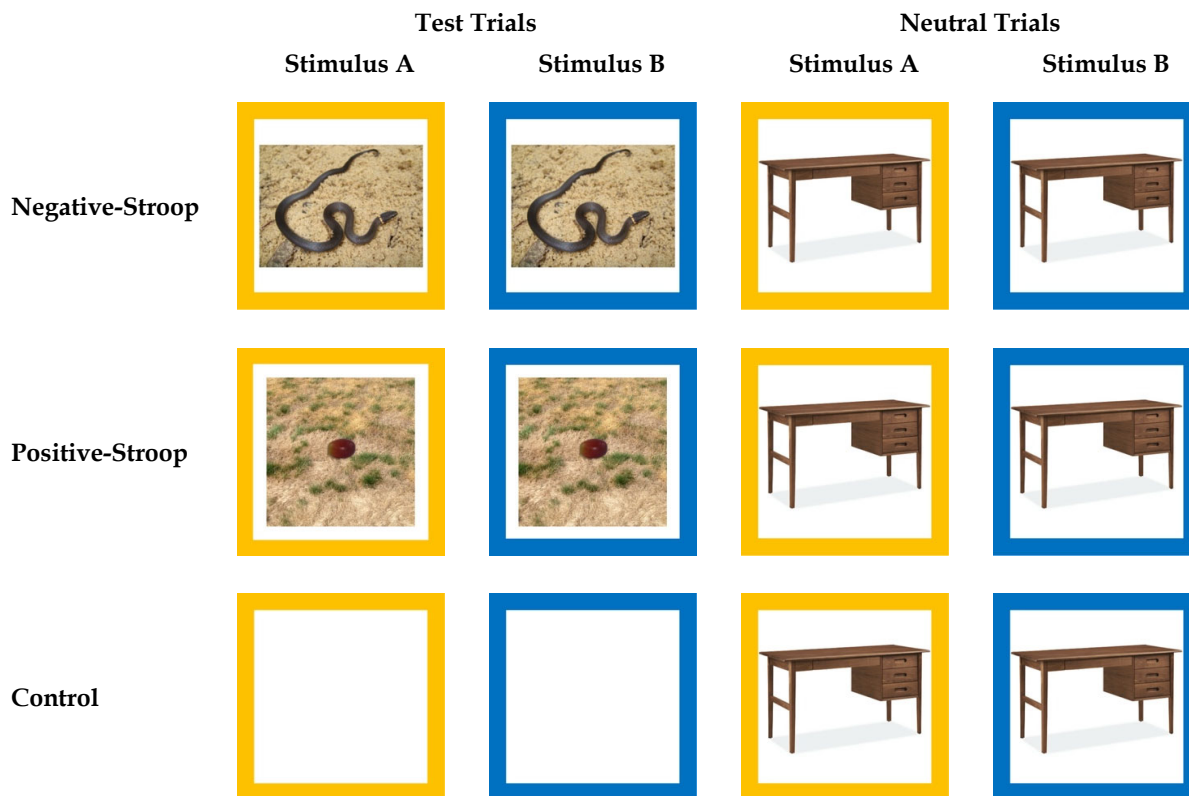 Test Trials Neutral Trials
Stimulus A Stimulus B Stimulus A Stimulus B
Negative-Stroop
Positive-Stroop
Control